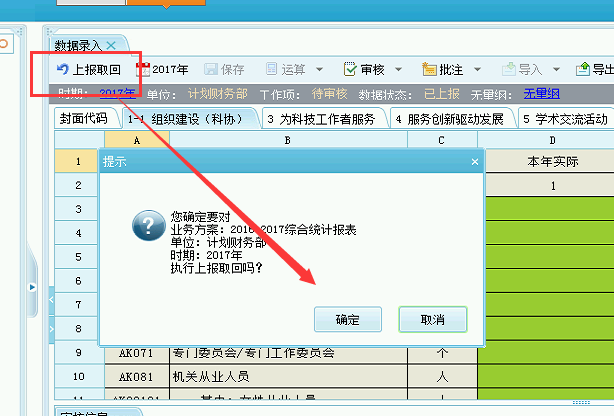 数据录入
上报取回 2017年 保存 运算 审核 批注 导入 导出
时期: 2017年 单位: 计划财务部 工作项: 待审核 数据状态: 已上报 无量纲: 无量纲
封面代码 1-1 组织建设（科协） 3 为科技工作者服务 4 服务创新驱动发展 5 学术交流活动
A B C D
1 本年实际
2 1
提示
您确定要对
业务方案: 2016-2017综合统计报表
单位: 计划财务部
时期: 2017年
执行上报取回吗？
确定 取消
3
4
5
6
7
8
9 AK071 专门委员会/专门工作委员会 个
10 AK081 机关从业人员 人